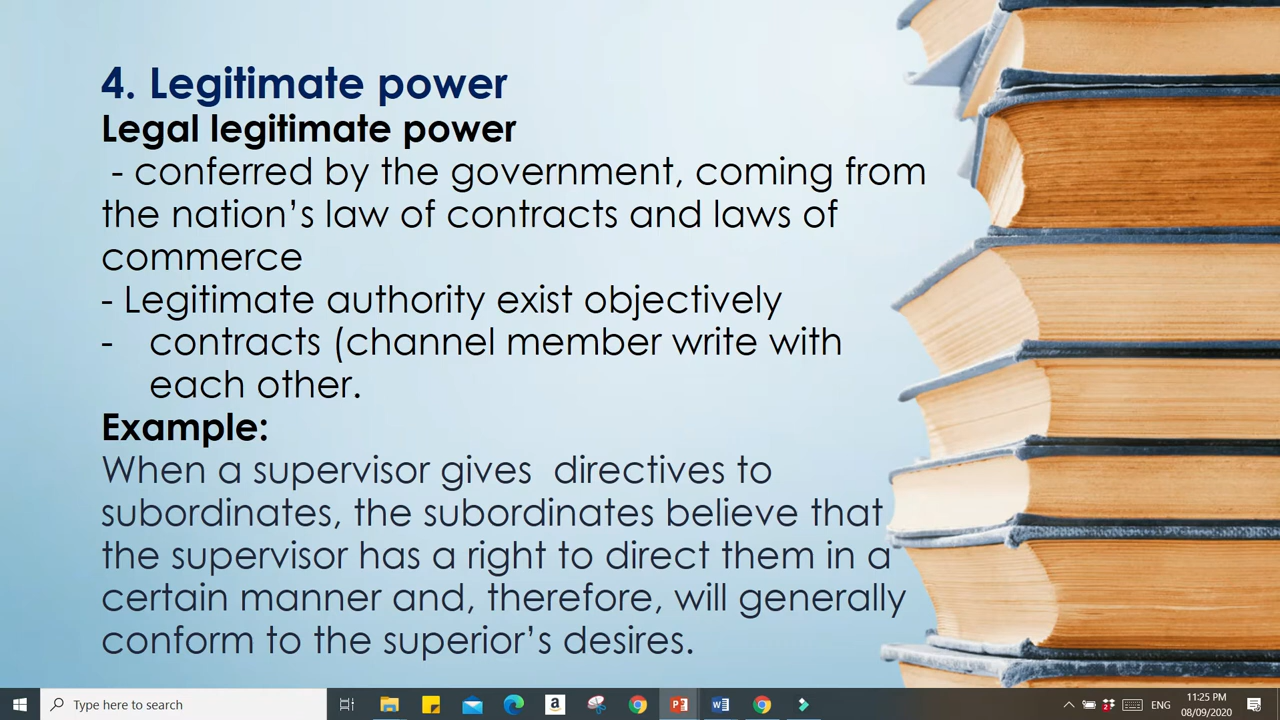 4. Legitimate power
Legal legitimate power
- conferred by the government, coming from
the nation’s law of contracts and laws of
commerce
- Legitimate authority exist objectively
- contracts (channel member write with
each other.
Example:
When a supervisor gives directives to
subordinates, the subordinates believe that
the supervisor has a right to direct them in a
certain manner and, therefore, will generally
conform to the superior’s desires.
Type here to search
ENG
11:25 PM
08/09/2020